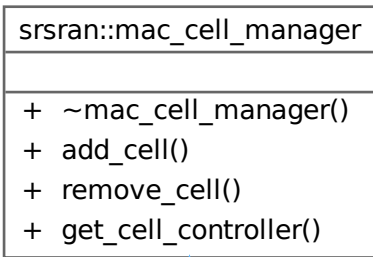 srsran::mac_cell_manager
+ ~mac_cell_manager()
+ add_cell()
+ remove_cell()
+ get_cell_controller()